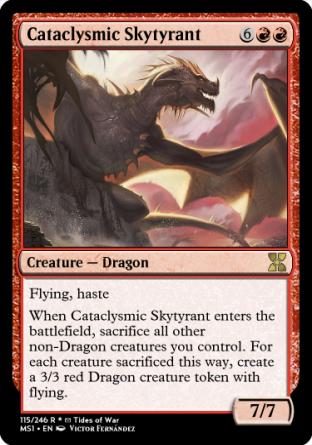 Cataclysmic Skytyrant 6
Creature — Dragon
Flying, haste
When Cataclysmic Skytyrant enters the
battlefield, sacrifice all other
non-Dragon creatures you control. For
each creature sacrificed this way, create
a 3/3 red Dragon creature token with
flying.
7/7
115/246 R * Tides of War
MS1 • EN Victor Fernández